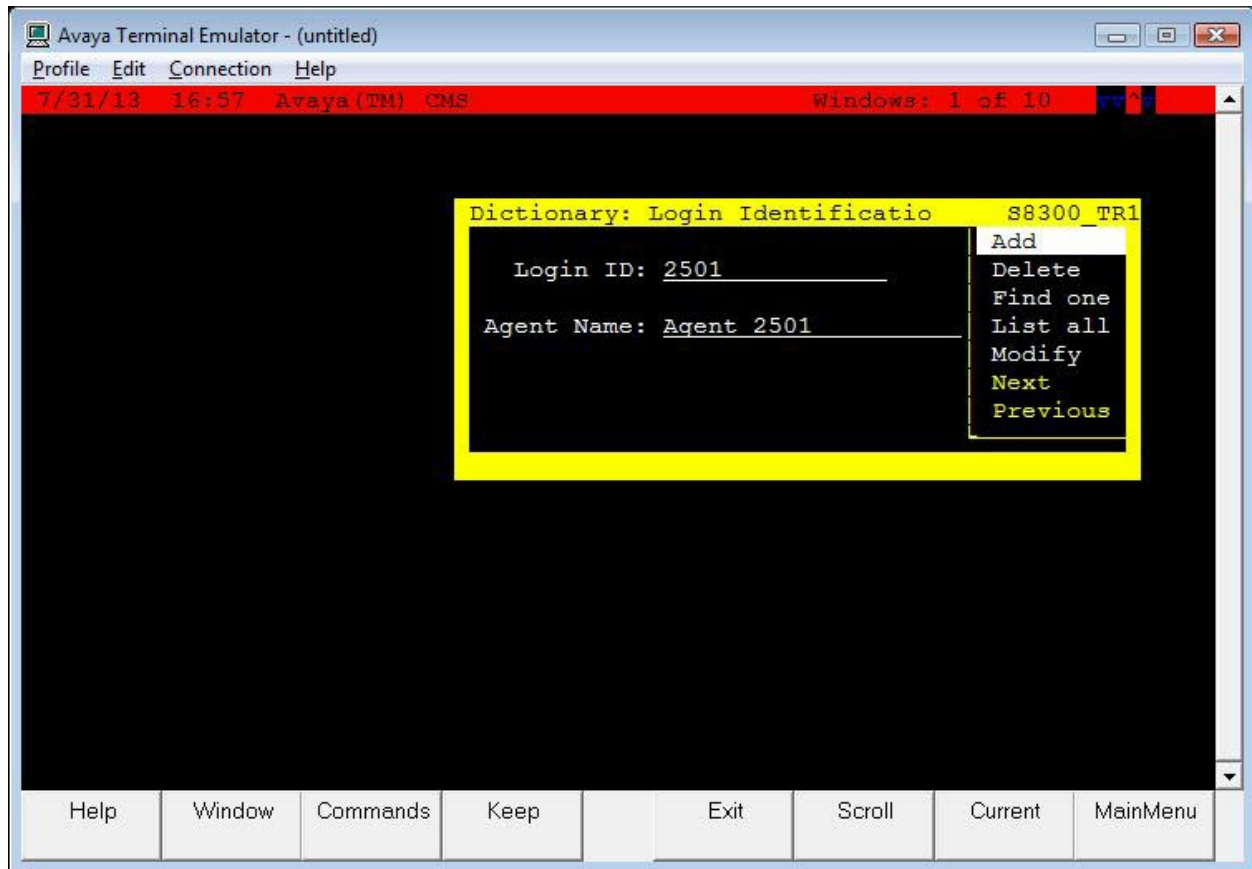 Avaya Terminal Emulator - (untitled)
Profile Edit Connection Help
7/31/13 16:57 Avaya(TM) CMS Windows: 1 of 10 vv^v
Dictionary: Login Identificatio S8300_TR1
Add
Login ID: 2501 Delete
Find one
Agent Name: Agent 2501 List all
Modify
Next
Previous
Help Window Commands Keep Exit Scroll Current MainMenu